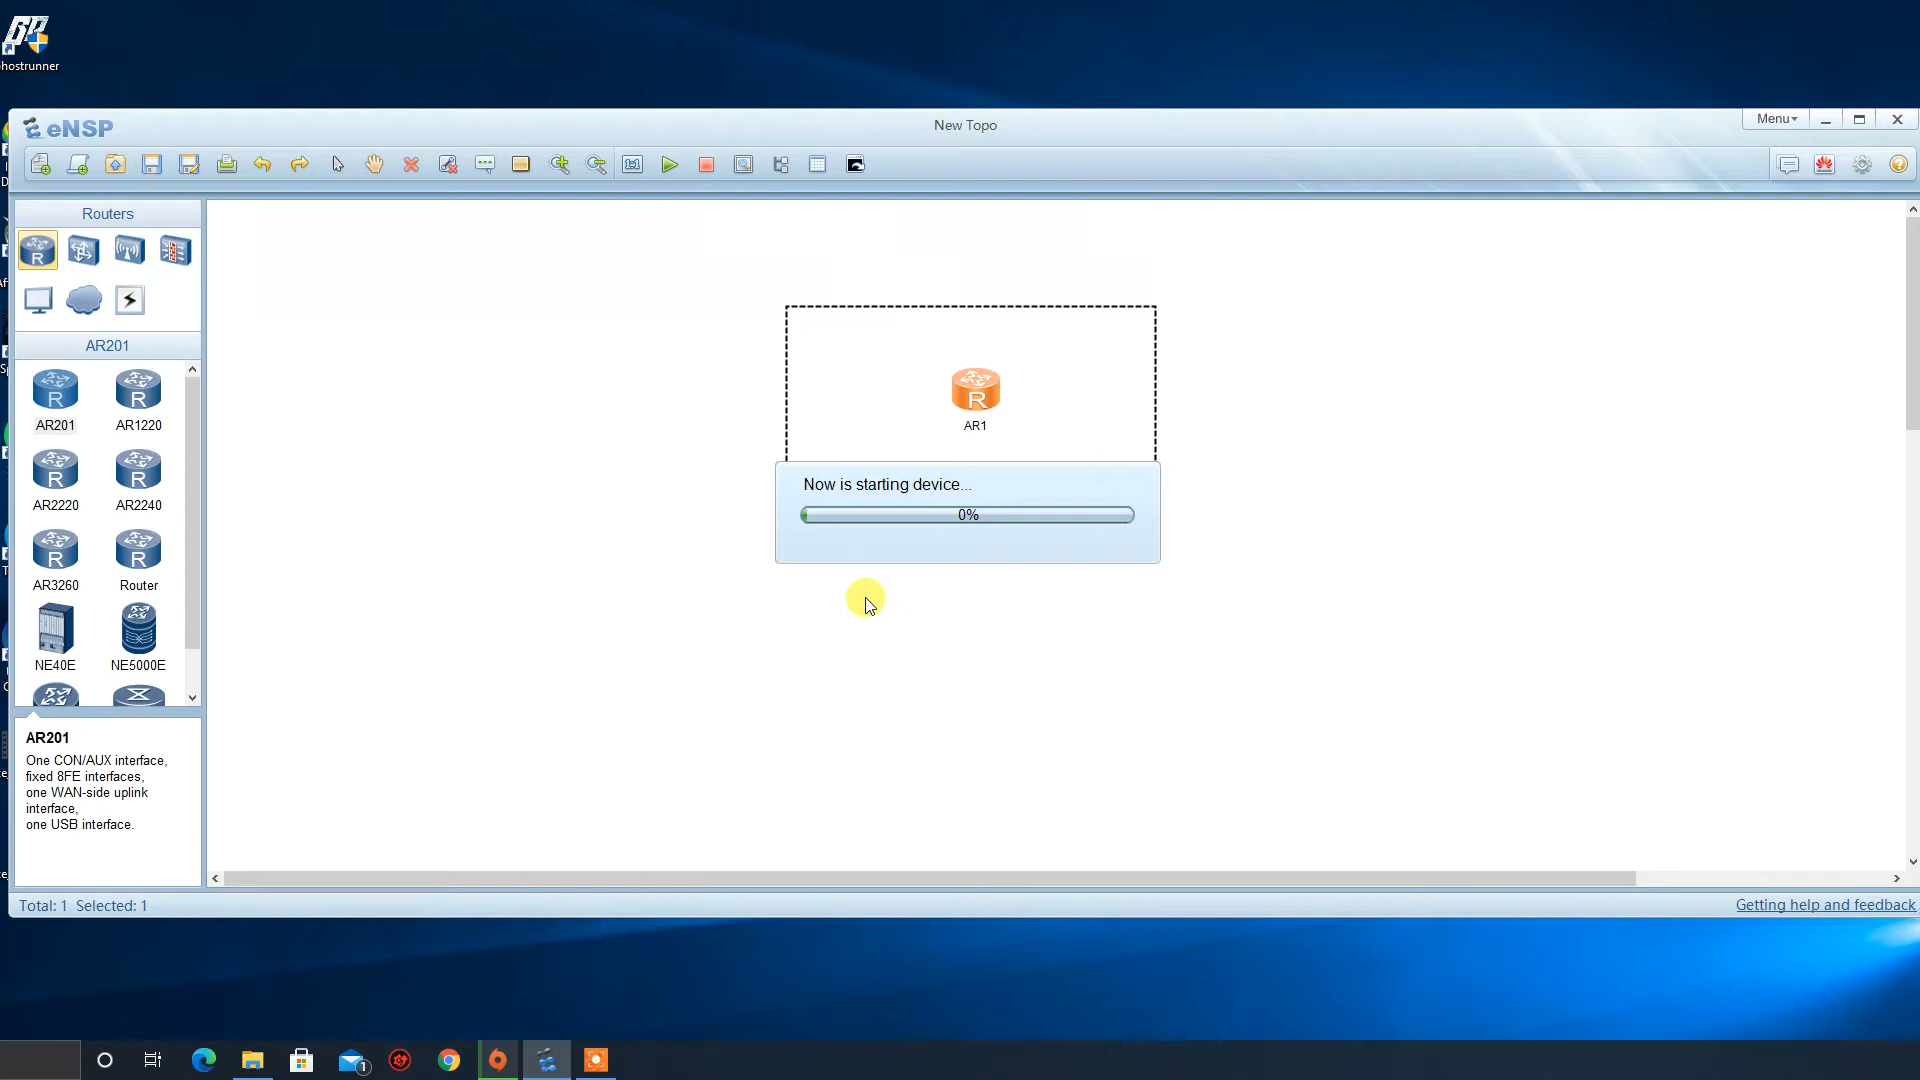 hostrunner
eNSP
New Topo
Menu
Routers
R
AR201
R
AR201
R
AR1220
R
AR2220
R
AR2240
R
AR3260
R
Router
NE40E
NE5000E
R
AR1
Now is starting device...
0%
AR201
One CON/AUX interface,
fixed 8FE interfaces,
one WAN-side uplink
interface,
one USB interface.
Total: 1 Selected: 1
Getting help and feedback
1